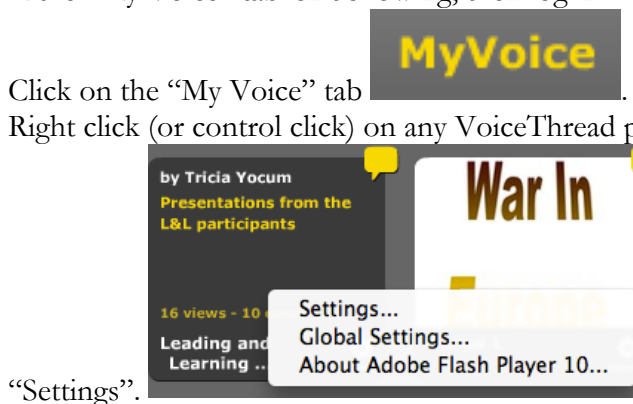 MyVoice
Click on the “My Voice” tab .
Right click (or control click) on any VoiceThread p
by Tricia Yocum
Presentations from the
L&L participants
War In
Europe
16 views - 10
Leading and
Learning ...
Settings...
Global Settings...
About Adobe Flash Player 10...
“Settings”.